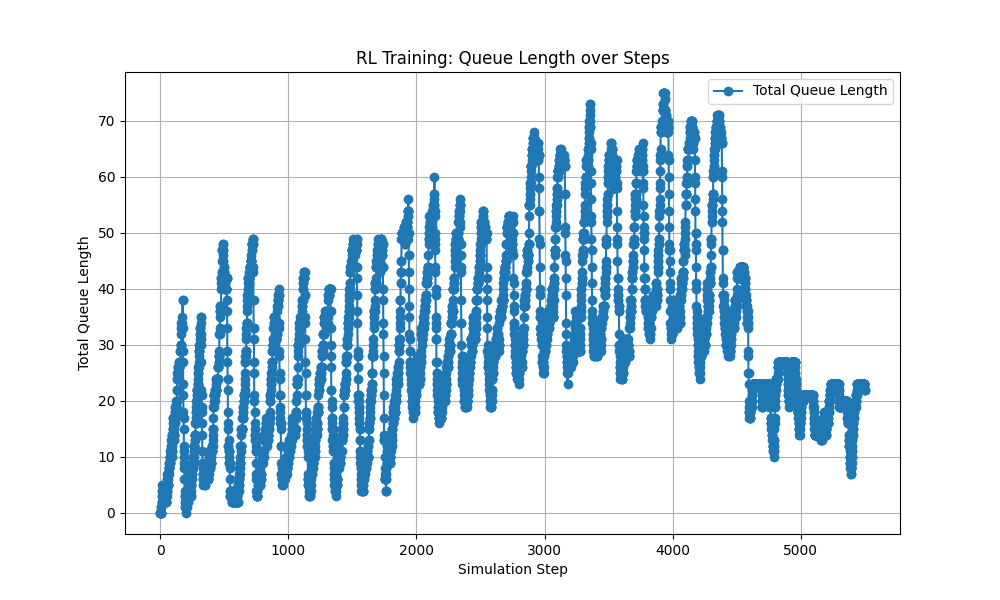 RL Training: Queue Length over Steps
Total Queue Length
70
60
50
40
30
20
10
0
Total Queue Length
0 1000 2000 3000 4000 5000
Simulation Step